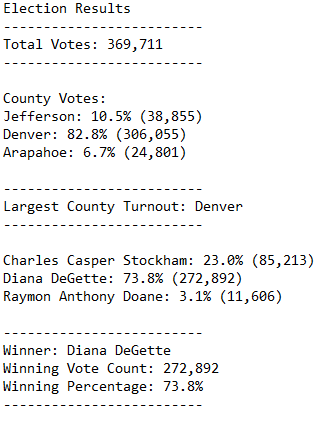 Election Results
-------------------------
Total Votes: 369,711
-------------------------
County Votes:
Jefferson: 10.5% (38,855)
Denver: 82.8% (306,055)
Arapahoe: 6.7% (24,801)
-------------------------
Largest County Turnout: Denver
-------------------------
Charles Casper Stockham: 23.0% (85,213)
Diana DeGette: 73.8% (272,892)
Raymon Anthony Doane: 3.1% (11,606)
-------------------------
Winner: Diana DeGette
Winning Vote Count: 272,892
Winning Percentage: 73.8%
-------------------------